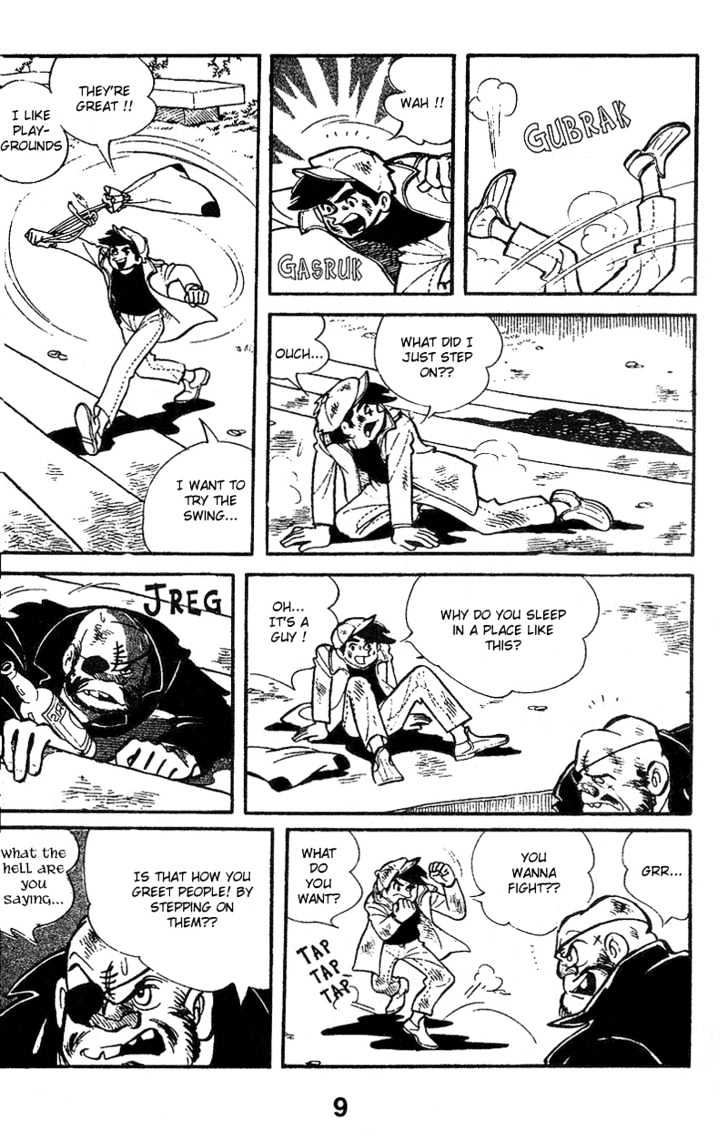 I LIKE
PLAY-
GROUNDS
THEY'RE
GREAT !!
I WANT TO
TRY THE
SWING...
WAH !!
GASRUK
GUBRAK
OUCH...
WHAT DID I
JUST STEP
ON??
JREG
OH...
IT'S A
GUY !
WHY DO YOU SLEEP
IN A PLACE LIKE
THIS?
what the
hell are
you
saying...
IS THAT HOW YOU
GREET PEOPLE! BY
STEPPING ON
THEM??
WHAT
DO
YOU
WANT?
YOU
WANNA
FIGHT??
GRR...
TAP
TAP
TAP
9